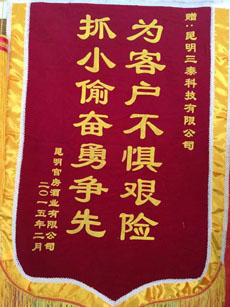 赠：昆明三泰科技有限公司
为客户不惧艰险
抓小偷奋勇争先
昆明官房酒业有限公司
二〇一五年二月